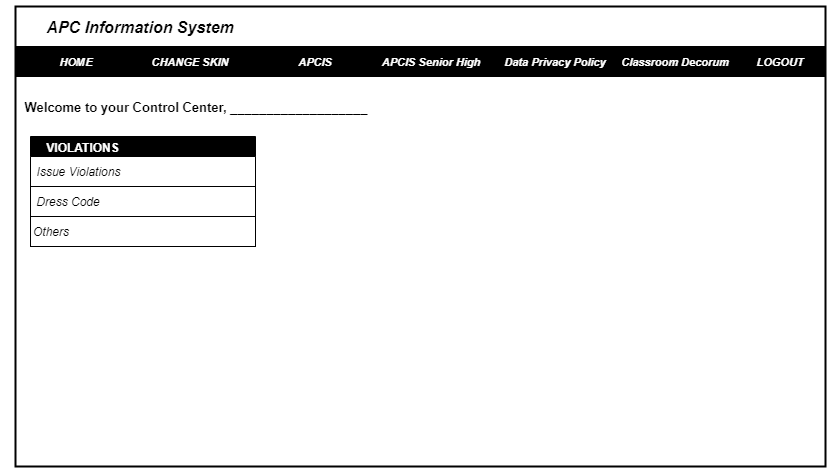 APC Information System
HOME CHANGE SKIN APCIS APCIS Senior High Data Privacy Policy Classroom Decorum LOGOUT
Welcome to your Control Center, ___________________
VIOLATIONS
Issue Violations
Dress Code
Others